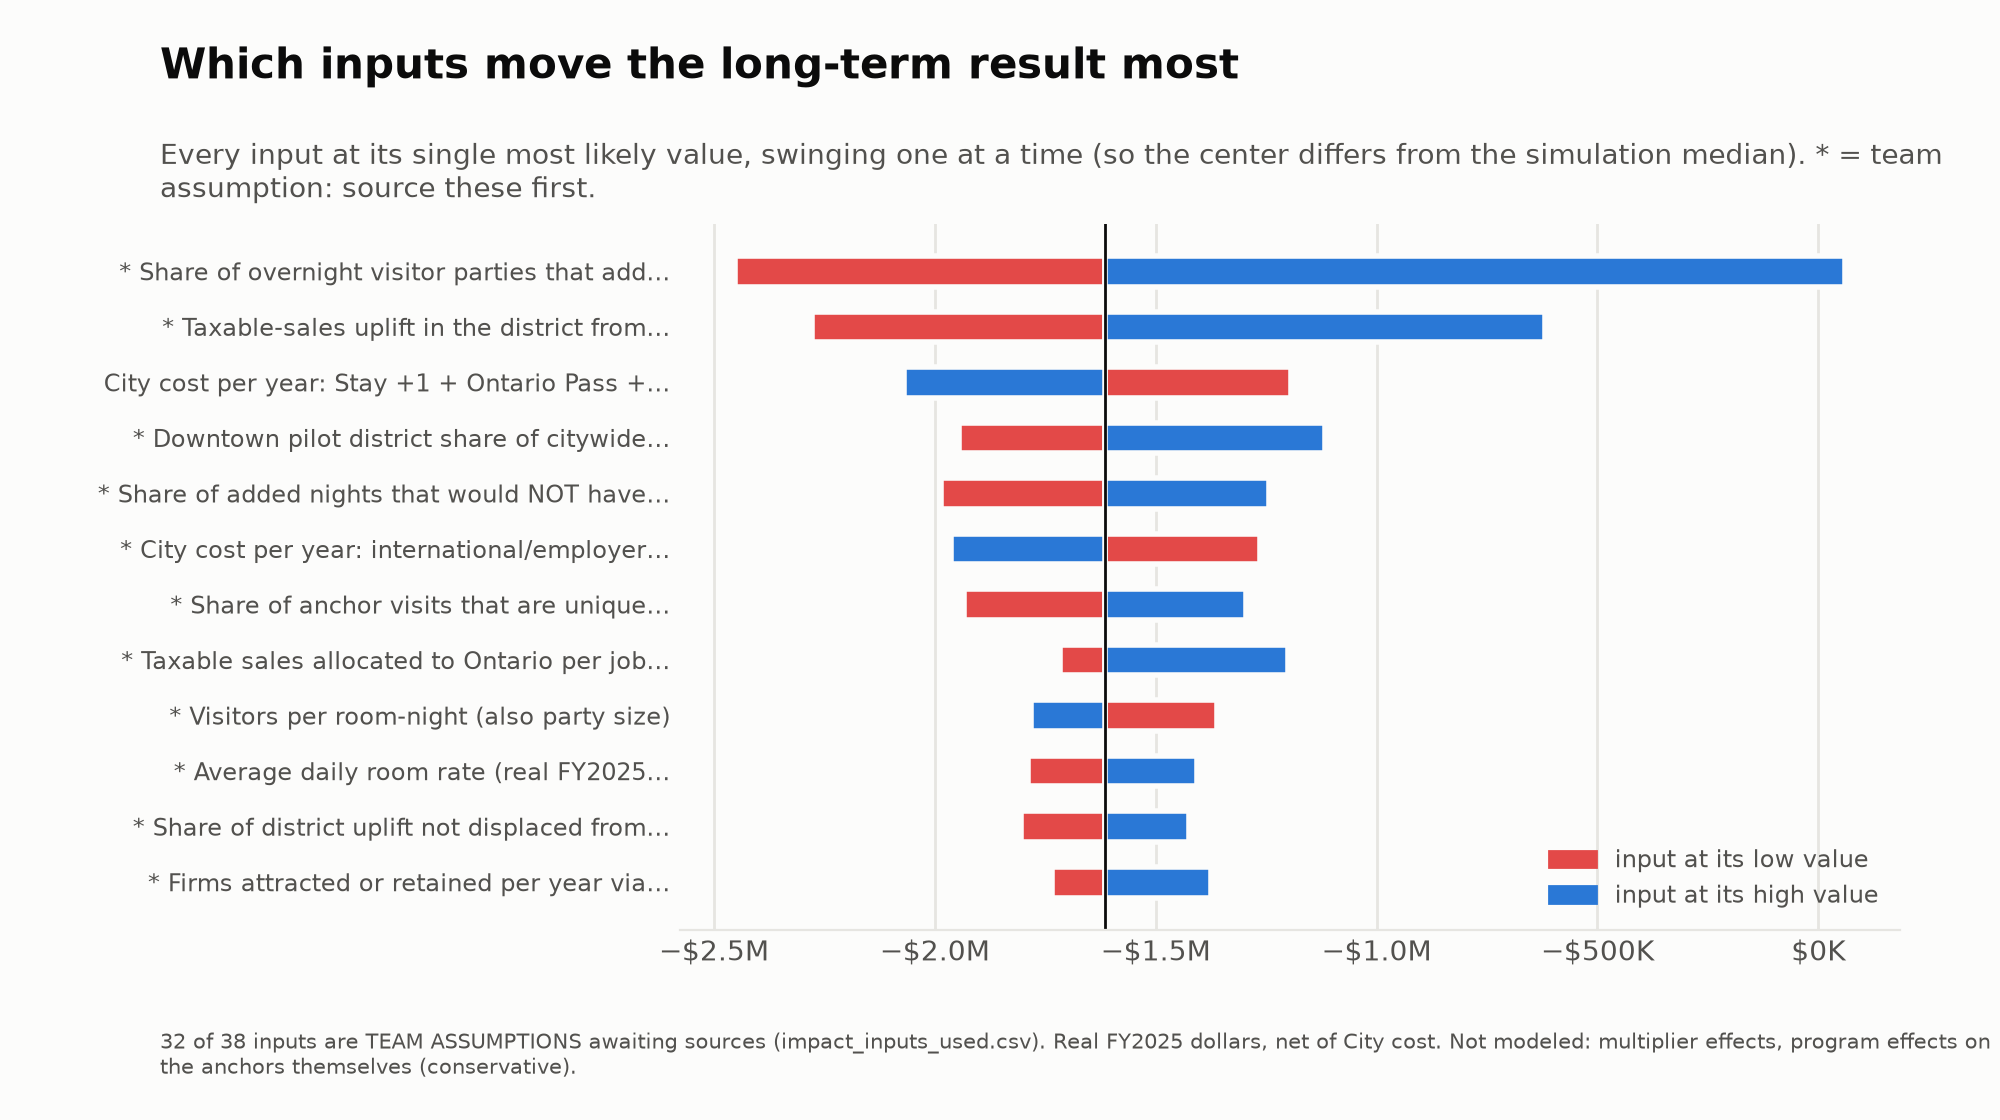 Which inputs move the long-term result most
Every input at its single most likely value, swinging one at a time (so the center differs from the simulation median). * = team
assumption: source these first.
* Share of overnight visitor parties that add…
* Taxable-sales uplift in the district from…
City cost per year: Stay +1 + Ontario Pass +…
* Downtown pilot district share of citywide…
* Share of added nights that would NOT have…
* City cost per year: international/employer…
* Share of anchor visits that are unique…
* Taxable sales allocated to Ontario per job…
* Visitors per room-night (also party size)
* Average daily room rate (real FY2025…
* Share of district uplift not displaced from…
* Firms attracted or retained per year via…
input at its low value
input at its high value
−$2.5M −$2.0M −$1.5M −$1.0M −$500K $0K
32 of 38 inputs are TEAM ASSUMPTIONS awaiting sources (impact_inputs_used.csv). Real FY2025 dollars, net of City cost. Not modeled: multiplier effects, program effects on
the anchors themselves (conservative).